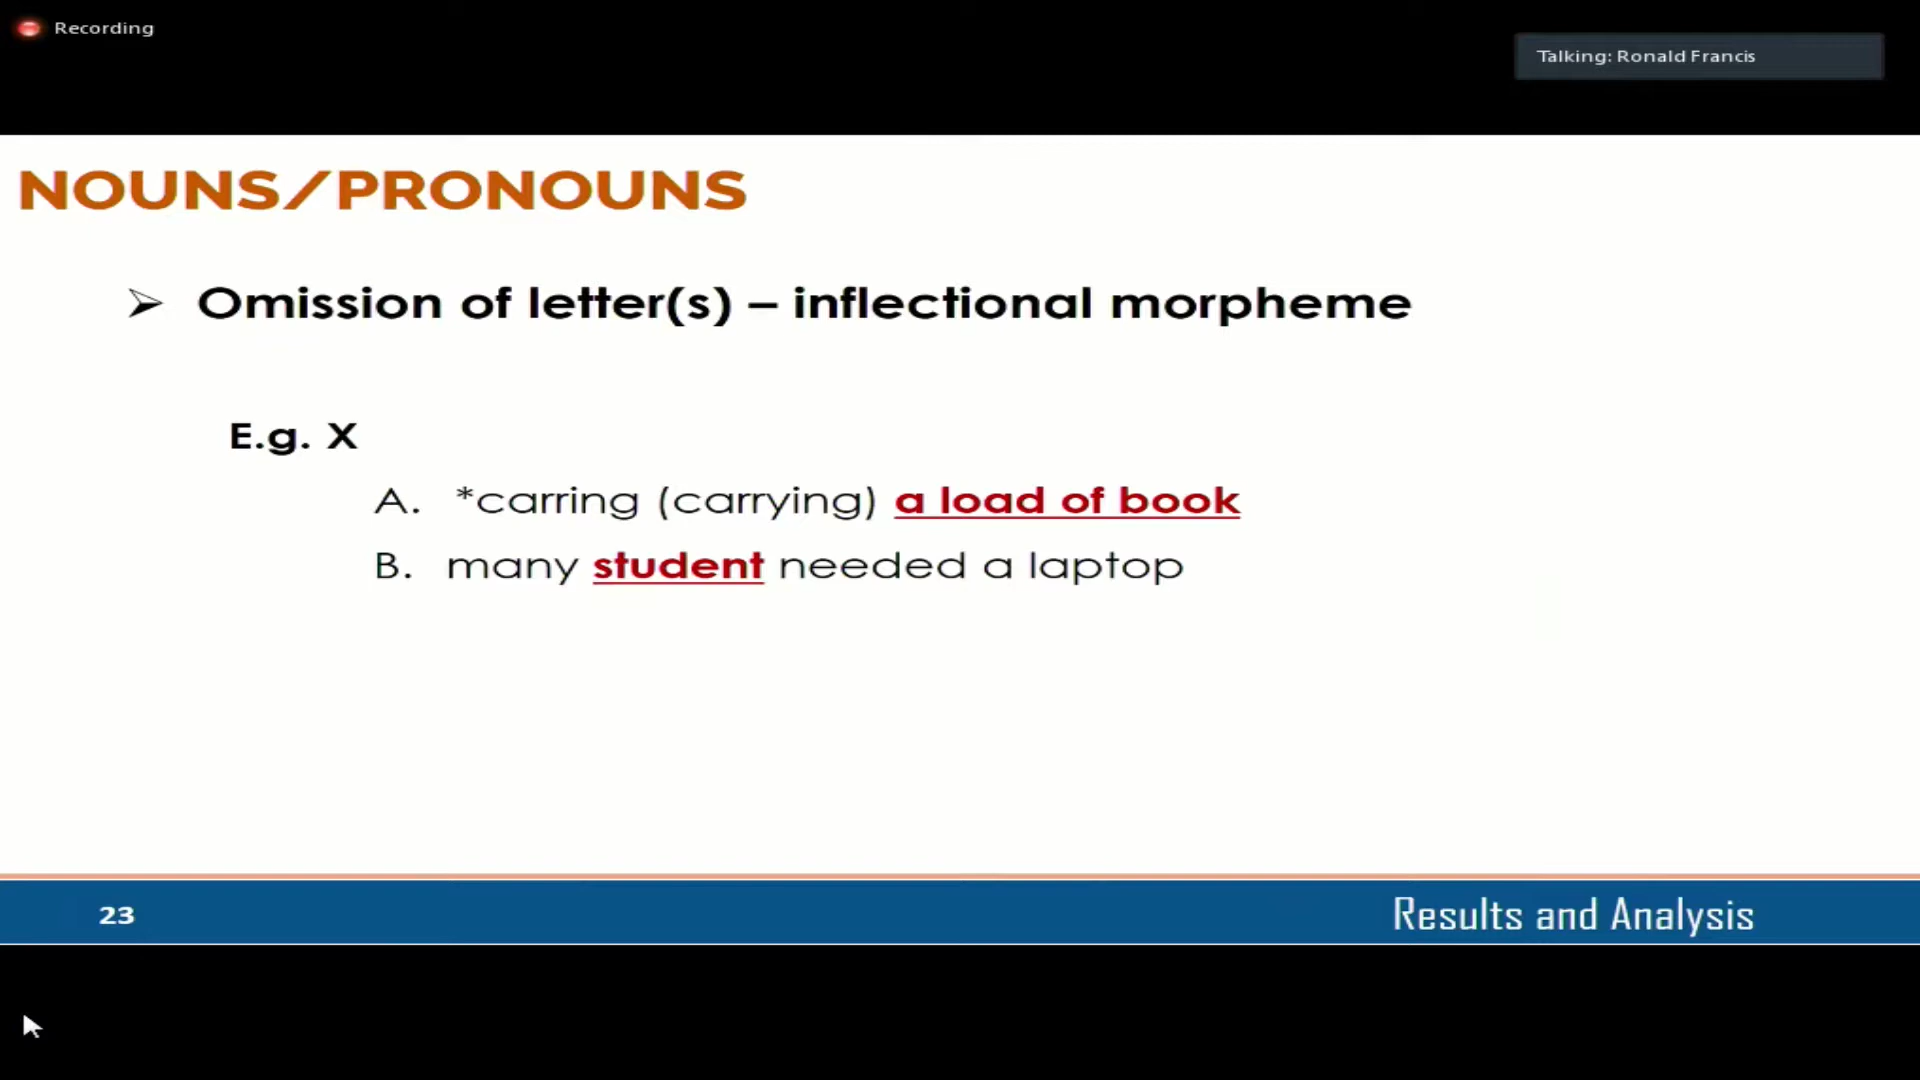 Recording
Talking: Ronald Francis
NOUNS/PRONOUNS
➢ Omission of letter(s) – inflectional morpheme
E.g. X
A. *carring (carrying) a load of book
B. many student needed a laptop
23
Results and Analysis